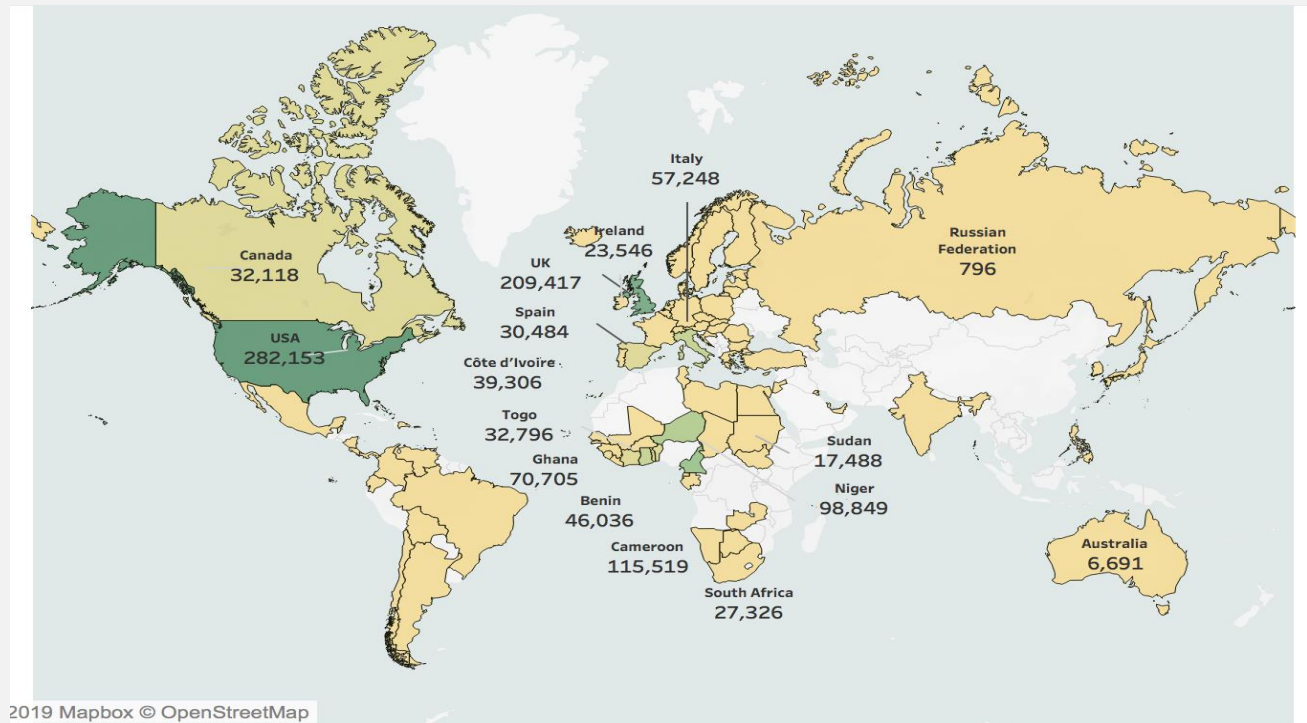 Italy
57,248
Canada
32,118
Ireland
23,546
Russian
Federation
796
UK
209,417
Spain
30,484
USA
282,153
Côte d'Ivoire
39,306
Togo
32,796
Ghana
70,705
Sudan
17,488
Niger
98,849
Benin
46,036
Cameroon
115,519
Australia
6,691
South Africa
27,326
2019 Mapbox © OpenStreetMap